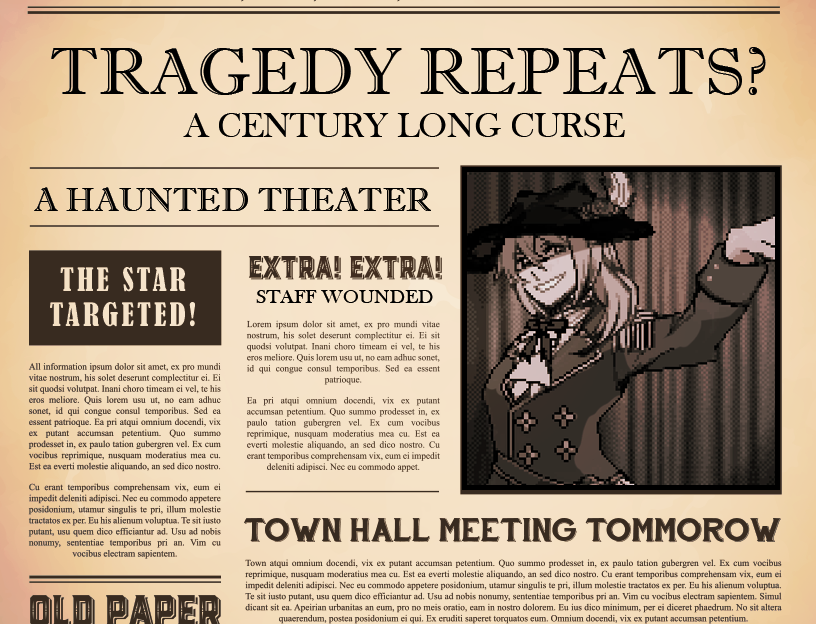 TRAGEDY REPEATS?
A CENTURY LONG CURSE
A HAUNTED THEATER
THE STAR
TARGETED!
All information ipsum dolor sit amet, ex pro mundi
vitae nostrum, his solet deserunt complectitur ei. Ei
sit quodsi volutpat. Inani choro timeam ei vel, te his
eros meliore. Quis lorem usu ut, no eam adhuc
sonet, id qui congue consul temporibus. Sed ea
essent patrioque. Ea pri atqui omnium docendi, vix
ex putant accumsan petentium. Quo summo
prodesset in, ex paulo tation gubergren vel. Ex cum
vocibus reprimique, nusquam moderatius mea cu.
Est ea everti molestie aliquando, an sed dico nostro.
Cu erant temporibus comprehensam vix, eum ei
impedit deleniti adipisci. Nec eu commodo appetere
posidonium, utamur singulis te pri, illum molestie
tractatos ex per. Eu his alienum voluptua. Te sit iusto
putant, usu quem dico efficiantur ad. Usu ad nobis
nonumy, sententiae temporibus pri an. Vim cu
vocibus electram sapientem.
OLD PAPER
EXTRA! EXTRA!
STAFF WOUNDED
Lorem ipsum dolor sit amet, ex pro mundi vitae
nostrum, his solet deserunt complectitur ei. Ei sit
quodsi volutpat. Inani choro timeam ei vel, te his
eros meliore. Quis lorem usu ut, no eam adhuc sonet,
id qui congue consul temporibus. Sed ea essent
patrioque.
Ea pri atqui omnium docendi, vix ex putant
accumsan petentium. Quo summo prodesset in, ex
paulo tation gubergren vel. Ex cum vocibus
reprimique, nusquam moderatius mea cu. Est ea
everti molestie aliquando, an sed dico nostro. Cu
erant temporibus comprehensam vix, eum ei impedit
deleniti adipisci. Nec eu commodo appet.
TOWN HALL MEETING TOMMOROW
Town atqui omnium docendi, vix ex putant accumsan petentium. Quo summo prodesset in, ex paulo tation gubergren vel. Ex cum vocibus
reprimique, nusquam moderatius mea cu. Est ea everti molestie aliquando, an sed dico nostro. Cu erant temporibus comprehensam vix, eum ei
impedit deleniti adipisci. Nec eu commodo appetere posidonium, utamur singulis te pri, illum molestie tractatos ex per. Eu his alienum voluptua.
Te sit iusto putant, usu quem dico efficiantur ad. Usu ad nobis nonumy, sententiae temporibus pri an. Vim cu vocibus electram sapientem. Simul
dicant sit ea. Apeirian urbanitas an eum, pro no meis oratio, eam in nostro dolorem. Eu ius dico minimum, per ei diceret phaedrum. No sit altera
quaerendum, postea posidonium ei qui. Ex eruditi saperet torquatos eum. Omnium docendi, vix ex putant accumsan petentium.